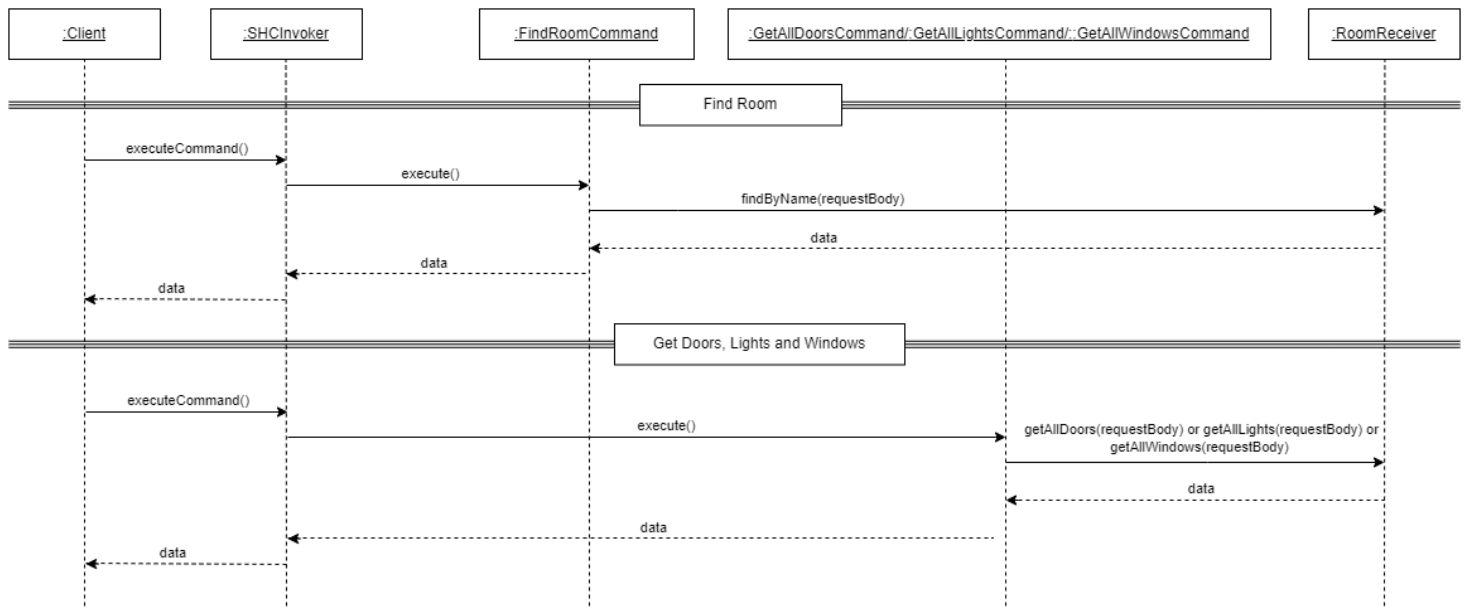 :Client
:SHCInvoker
:FindRoomCommand
:GetAllDoorsCommand/:GetAllLightsCommand/::GetAllWindowsCommand
:RoomReceiver
Find Room
executeCommand()
execute()
findByName(requestBody)
data
data
data
Get Doors, Lights and Windows
executeCommand()
execute()
getAllDoors(requestBody) or getAllLights(requestBody) or
getAllWindows(requestBody)
data
data
data